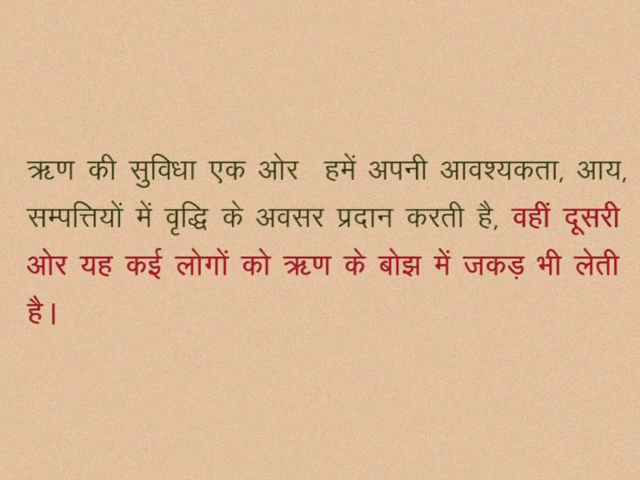 ऋण की सुविधा एक ओर हमें अपनी आवश्यकता, आय,
सम्पत्तियों में वृद्धि के अवसर प्रदान करती है, वहीं दूसरी
ओर यह कई लोगों को ऋण के बोझ में जकड़ भी लेती
है।